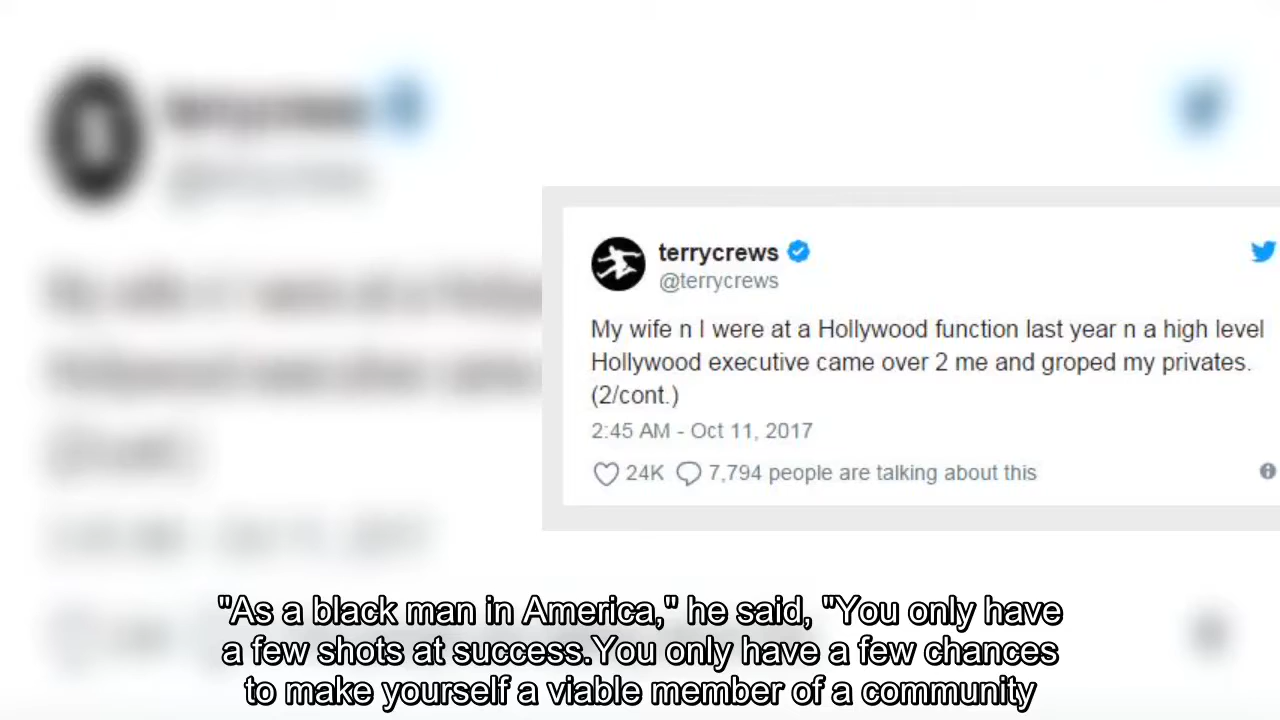 terrycrews
@terrycrews
My wife n I were at a Hollywood function last year n a high level
Hollywood executive came over 2 me and groped my privates.
(2/cont.)
2:45 AM - Oct 11, 2017
24K 7,794 people are talking about this
"As a black man in America," he said, "You only have
a few shots at success.You only have a few chances
to make yourself a viable member of a community